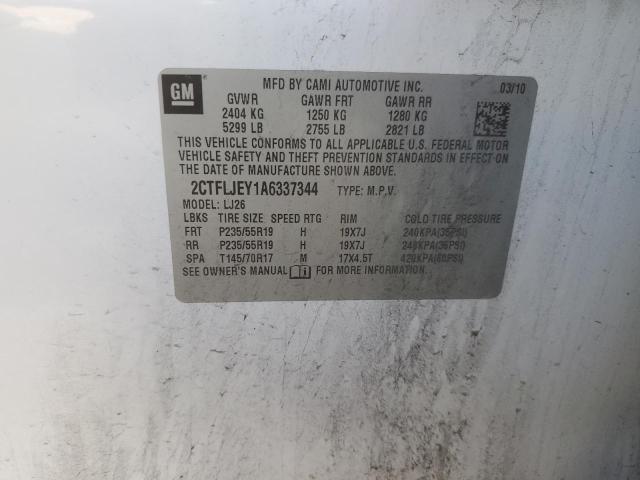 GM
MFD BY CAMI AUTOMOTIVE INC. 03/10
GVWR GAWR FRT GAWR RR
2404 KG 1250 KG 1280 KG
5299 LB 2755 LB 2821 LB
THIS VEHICLE CONFORMS TO ALL APPLICABLE U.S. FEDERAL MOTOR
VEHICLE SAFETY AND THEFT PREVENTION STANDARDS IN EFFECT ON
THE DATE OF MANUFACTURE SHOWN ABOVE.
2CTFLJEY1A6337344 TYPE: M.P.V.
MODEL: LJ26
LBKS TIRE SIZE SPEED RTG RIM COLD TIRE PRESSURE
FRT P235/55R19 H 19X7J 240KPA(35PSI)
RR P235/55R19 H 19X7J 240KPA(35PSI)
SPA T145/70R17 M 17X4.5T 420KPA(60PSI)
SEE OWNER'S MANUAL FOR MORE INFORMATION